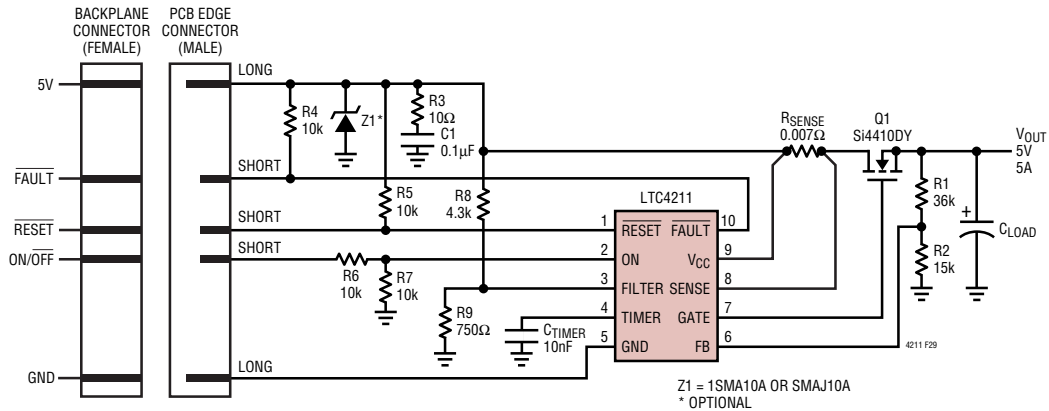 BACKPLANE
CONNECTOR
(FEMALE)
PCB EDGE
CONNECTOR
(MALE)
5V
FAULT
RESET
ON/OFF
GND
LONG
SHORT
SHORT
SHORT
LONG
R4
10k
Z1*
R3
10Ω
C1
0.1µF
R5
10k
R8
4.3k
R6
10k
R7
10k
R9
750Ω
CTIMER
10nF
LTC4211
1 RESET
2 ON
3 FILTER
4 TIMER
5 GND
FAULT 10
VCC 9
SENSE 8
GATE 7
FB 6
RSENSE
0.007Ω
Q1
Si4410DY
VOUT
5V
5A
R1
36k
R2
15k
+
CLOAD
4211 F29
Z1 = 1SMA10A OR SMAJ10A
* OPTIONAL